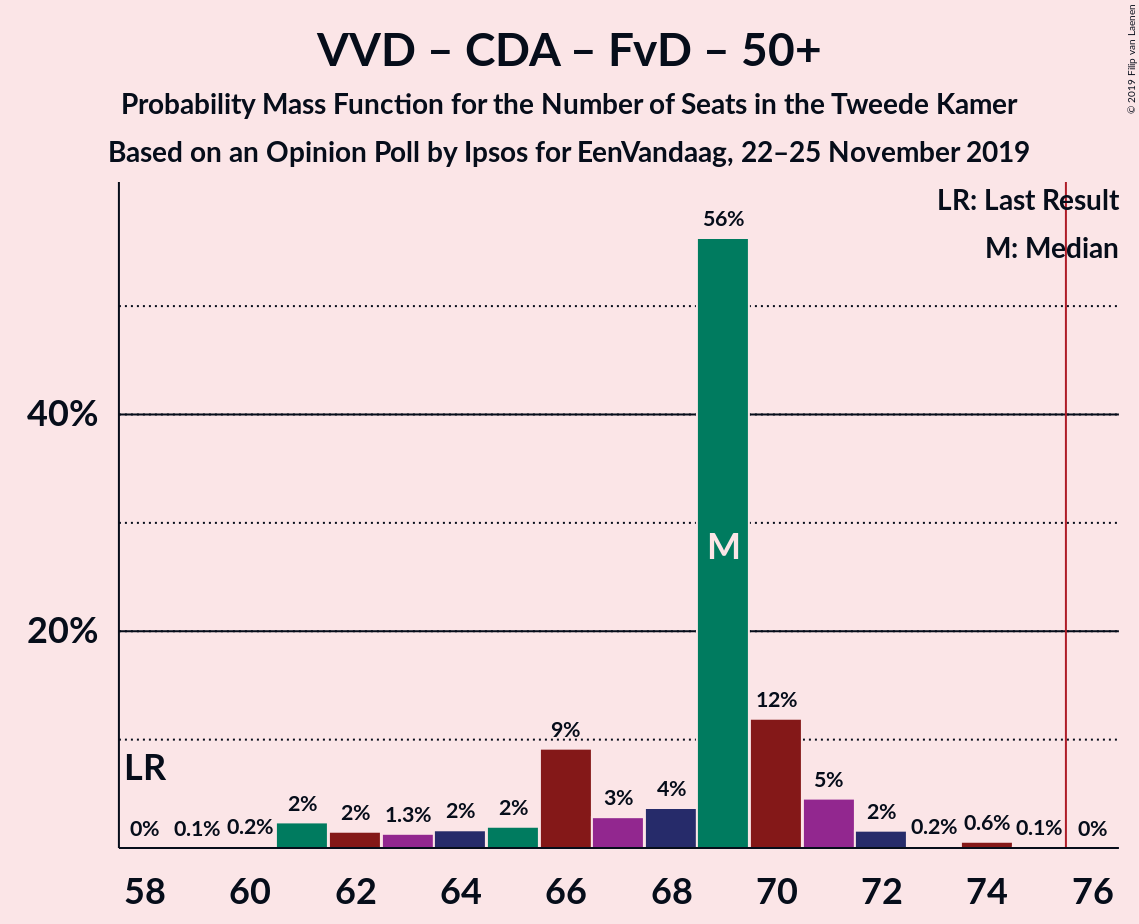 VVD – CDA – FvD – 50+
Probability Mass Function for the Number of Seats in the Tweede Kamer
Based on an Opinion Poll by Ipsos for EenVandaag, 22–25 November 2019
© 2019 Filip van Laenen
LR: Last Result
M: Median
56%
40%
M
20%
12%
9%
LR
5%
4%
3%
2%
2%
1.3%
2%
2%
2%
0%
0.1%
0.2%
0.2%
0.6%
0.1%
0%
58 60 62 64 66 68 70 72 74 76